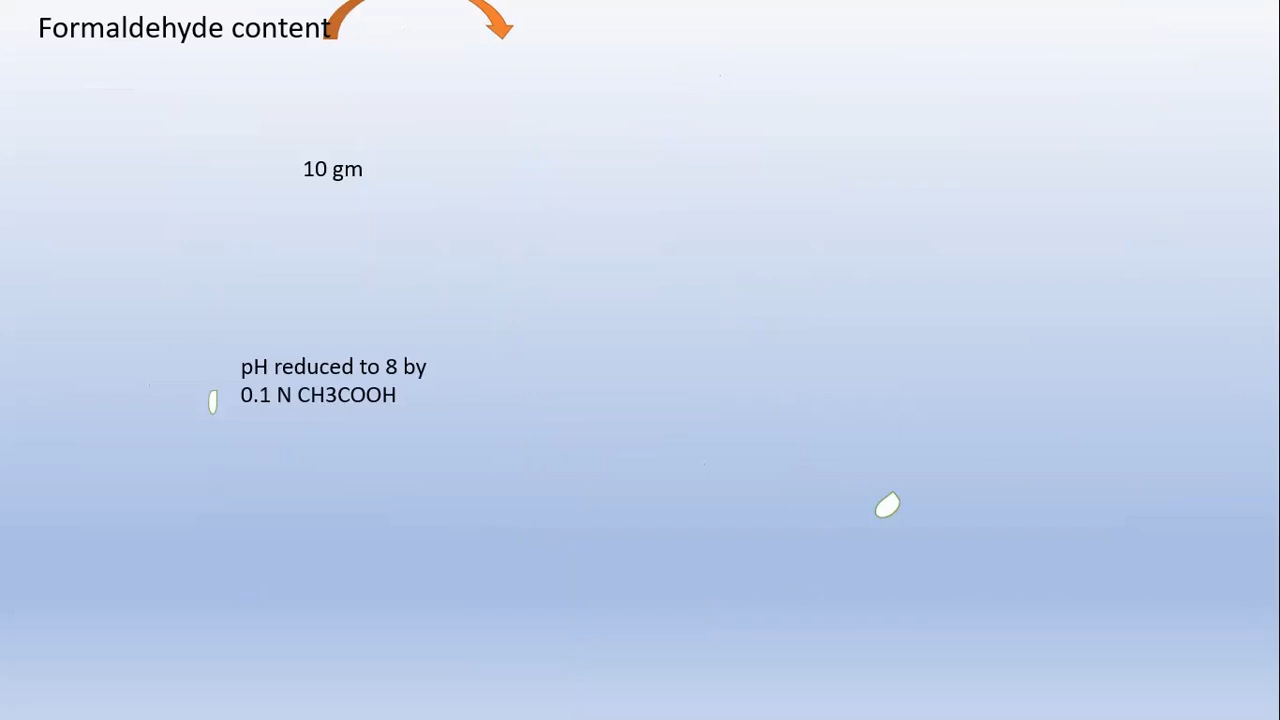 Formaldehyde content
10 gm
pH reduced to 8 by
0.1 N CH3COOH